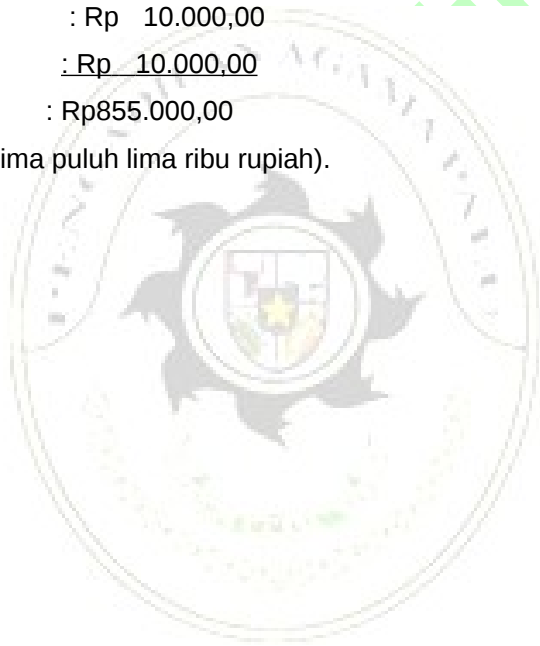 : Rp 10.000,00
: Rp 10.000,00
: Rp855.000,00
ima puluh lima ribu rupiah).